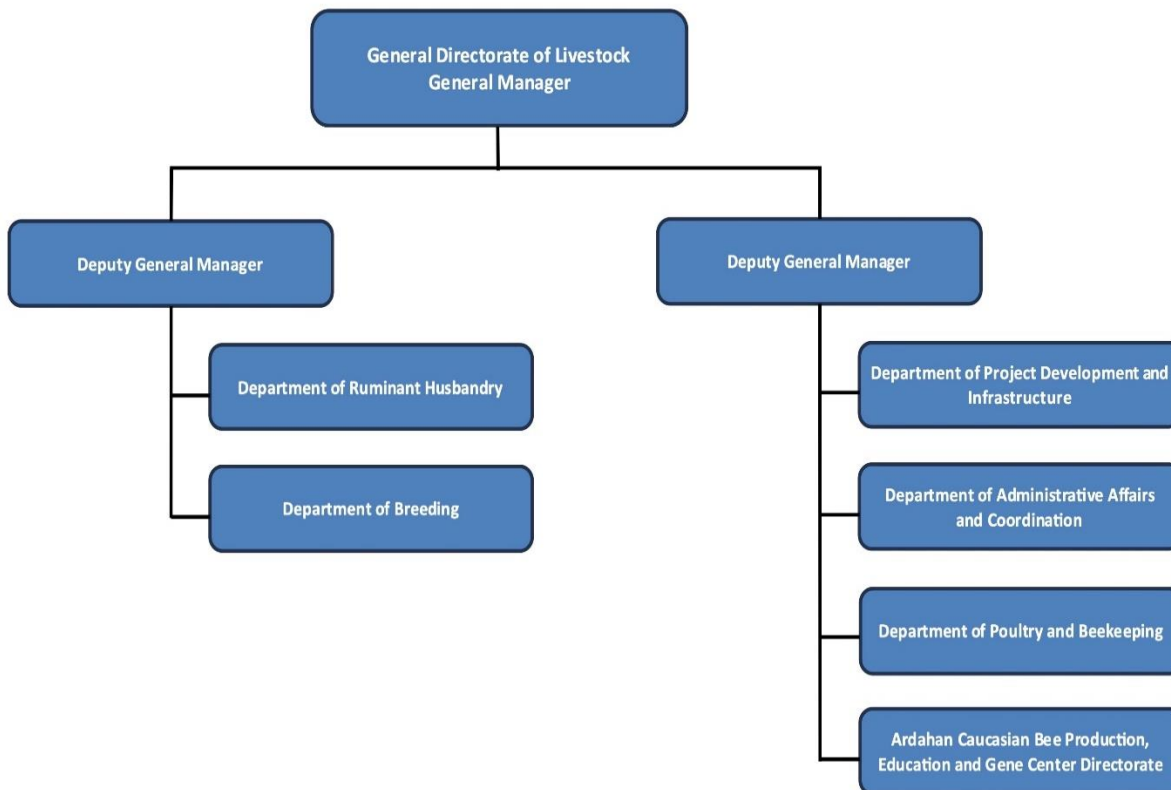 General Directorate of Livestock
General Manager
Deputy General Manager
Department of Ruminant Husbandry
Department of Breeding
Deputy General Manager
Department of Project Development and
Infrastructure
Department of Administrative Affairs
and Coordination
Department of Poultry and Beekeeping
Ardahan Caucasian Bee Production,
Education and Gene Center Directorate